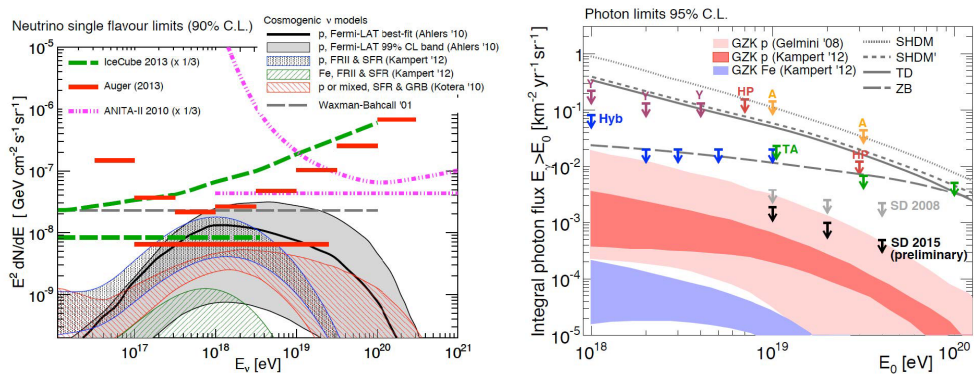 Neutrino single flavour limits (90% C.L.)
IceCube 2013 (x 1/3)
Auger (2013)
ANITA-II 2010 (x 1/3)
Cosmogenic ν models
p, Fermi-LAT best-fit (Ahlers '10)
p, Fermi-LAT 99% CL band (Ahlers '10)
p, FRII & SFR (Kampert '12)
Fe, FRII & SFR (Kampert '12)
p or mixed, SFR & GRB (Kotera '10)
Waxman-Bahcall '01
E² dN/dE [ GeV cm⁻² s⁻¹ sr⁻¹ ]
10⁻⁵
10⁻⁶
10⁻⁷
10⁻⁸
10⁻⁹
10¹⁷ 10¹⁸ 10¹⁹ 10²⁰ 10²¹
Eν [eV]
Photon limits 95% C.L.
GZK p (Gelmini '08)
GZK p (Kampert '12)
GZK Fe (Kampert '12)
SHDM
SHDM'
TD
ZB
Integral photon flux Eγ>E₀ [km⁻² yr⁻¹ sr⁻¹]
1
10⁻¹
10⁻²
10⁻³
10⁻⁴
10⁻⁵
Y Y Y HP A
Hyb
A
TA
HP
SD 2008
SD 2015
(preliminary)
10¹⁸ 10¹⁹ 10²⁰
E₀ [eV]